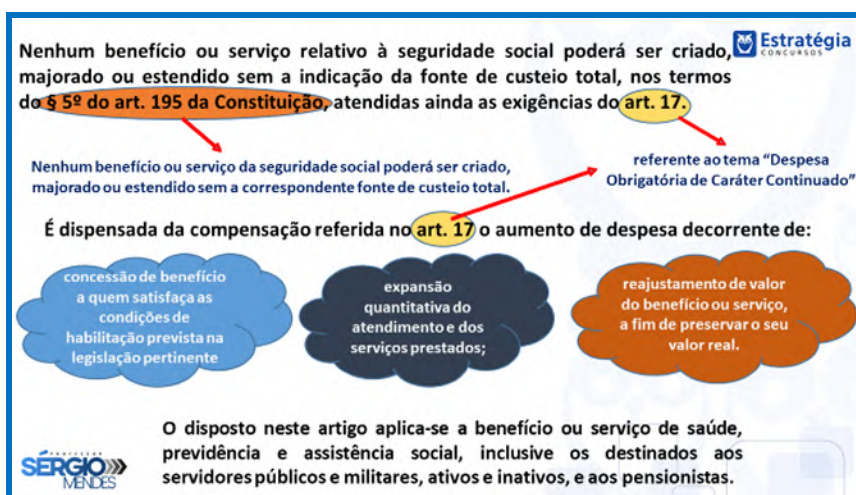 Nenhum benefício ou serviço relativo à seguridade social poderá ser criado,
majorado ou estendido sem a indicação da fonte de custeio total, nos termos
do § 5º do art. 195 da Constituição, atendidas ainda as exigências do art. 17.
Estratégia
CONCURSOS
Nenhum benefício ou serviço da seguridade social poderá ser criado,
majorado ou estendido sem a correspondente fonte de custeio total.
referente ao tema “Despesa
Obrigatória de Caráter Continuado”
É dispensada da compensação referida no art. 17 o aumento de despesa decorrente de:
concessão de benefício
a quem satisfaça as
condições de
habilitação prevista na
legislação pertinente
expansão
quantitativa do
atendimento e dos
serviços prestados;
reajustamento de valor
do benefício ou serviço,
a fim de preservar o seu
valor real.
O disposto neste artigo aplica-se a benefício ou serviço de saúde,
previdência e assistência social, inclusive os destinados aos
servidores públicos e militares, ativos e inativos, e aos pensionistas.
PROFESSOR
SÉRGIO
MENDES